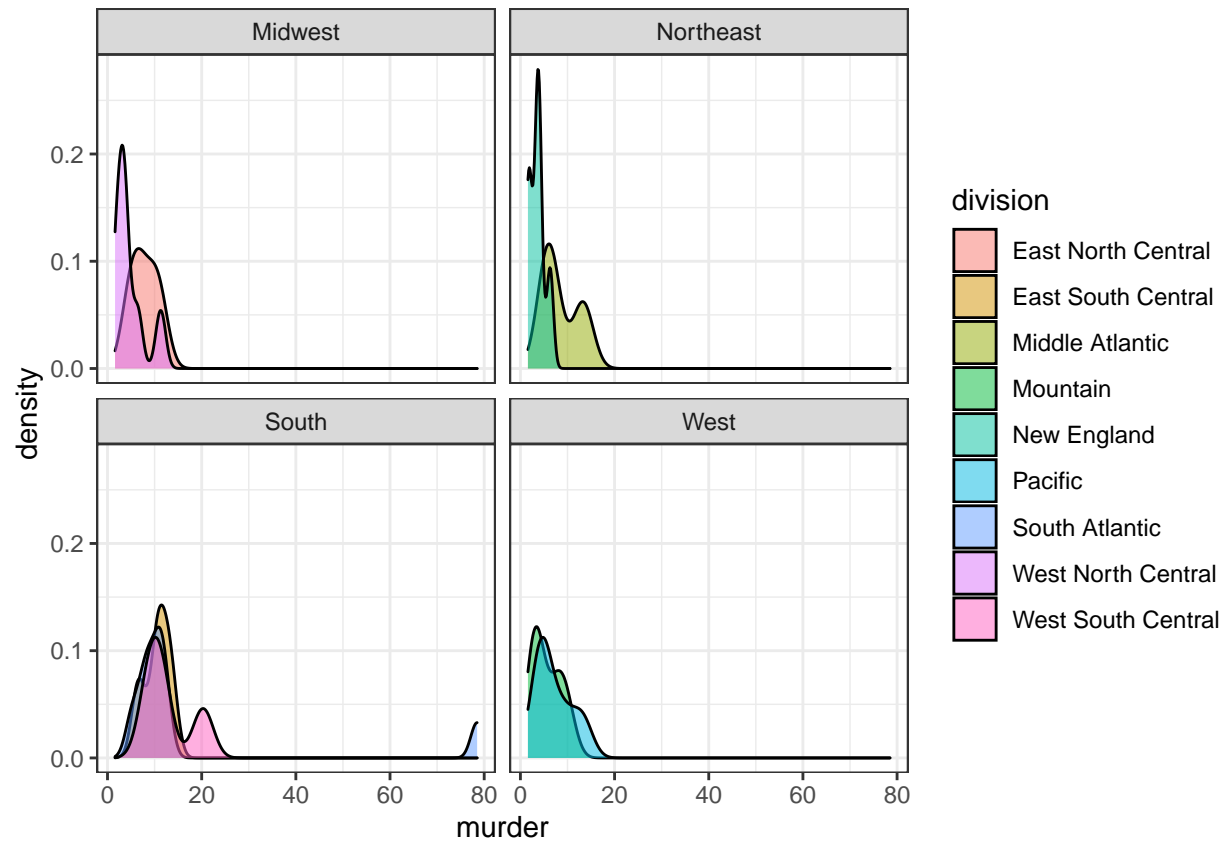 Midwest
Northeast
0.2
0.1
0.0
South
West
0.2
0.1
0.0
0 20 40 60 80
0 20 40 60 80
density
murder
division
East North Central
East South Central
Middle Atlantic
Mountain
New England
Pacific
South Atlantic
West North Central
West South Central